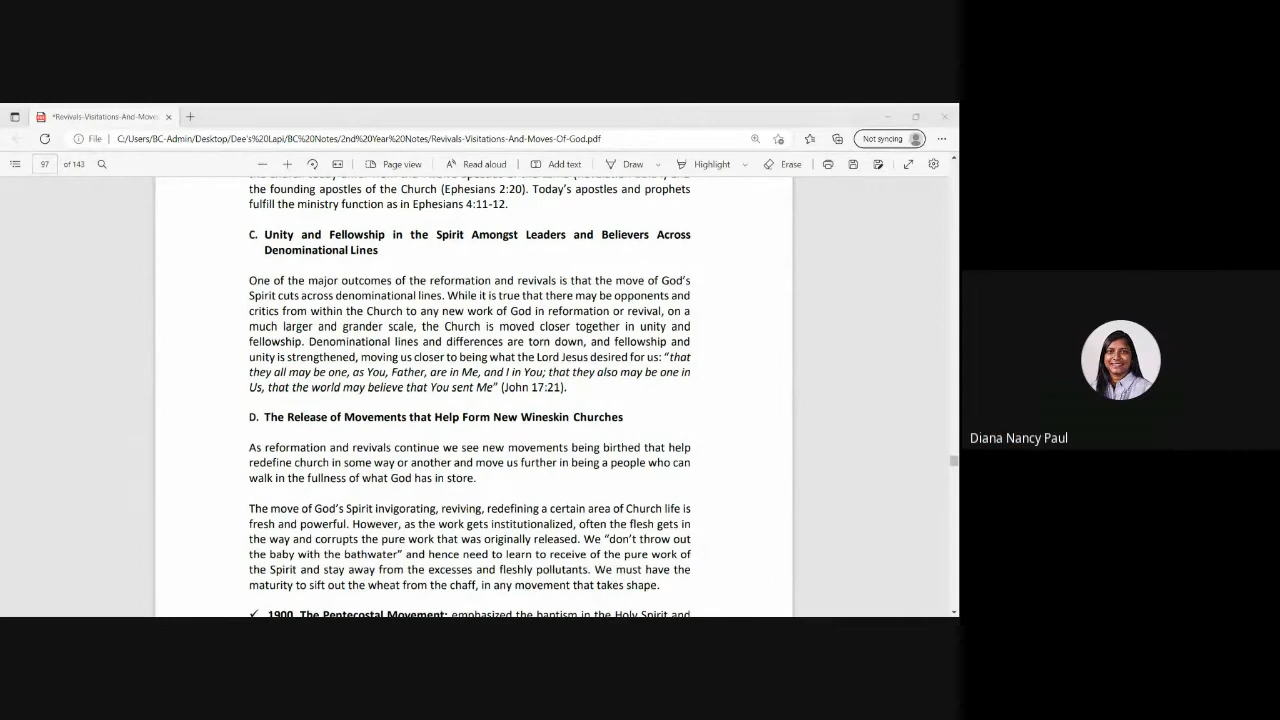 *Revivals-Visitations-And-Move
File
C:/Users/BC-Admin/Desktop/Dee's%20Lapi/BC%20Notes/2nd%20Year%20Notes/Revivals-Visitations-And-Moves-Of-God.pdf
Not syncing
97 of 143
Page view
Read aloud
Add text
Draw
Highlight
Erase
the founding apostles of the Church (Ephesians 2:20). Today's apostles and prophets
fulfill the ministry function as in Ephesians 4:11-12.
C. Unity and Fellowship in the Spirit Amongst Leaders and Believers Across
Denominational Lines
One of the major outcomes of the reformation and revivals is that the move of God's
Spirit cuts across denominational lines. While it is true that there may be opponents and
critics from within the Church to any new work of God in reformation or revival, on a
much larger and grander scale, the Church is moved closer together in unity and
fellowship. Denominational lines and differences are torn down, and fellowship and
unity is strengthened, moving us closer to being what the Lord Jesus desired for us: "that
they all may be one, as You, Father, are in Me, and I in You; that they also may be one in
Us, that the world may believe that You sent Me" (John 17:21).
D. The Release of Movements that Help Form New Wineskin Churches
As reformation and revivals continue we see new movements being birthed that help
redefine church in some way or another and move us further in being a people who can
walk in the fullness of what God has in store.
The move of God's Spirit invigorating, reviving, redefining a certain area of Church life is
fresh and powerful. However, as the work gets institutionalized, often the flesh gets in
the way and corrupts the pure work that was originally released. We "don't throw out
the baby with the bathwater" and hence need to learn to receive of the pure work of
the Spirit and stay away from the excesses and fleshly pollutants. We must have the
maturity to sift out the wheat from the chaff, in any movement that takes shape.
✓ 1900, The Pentecostal Movement: emphasized the baptism in the Holy Spirit and
Diana Nancy Paul